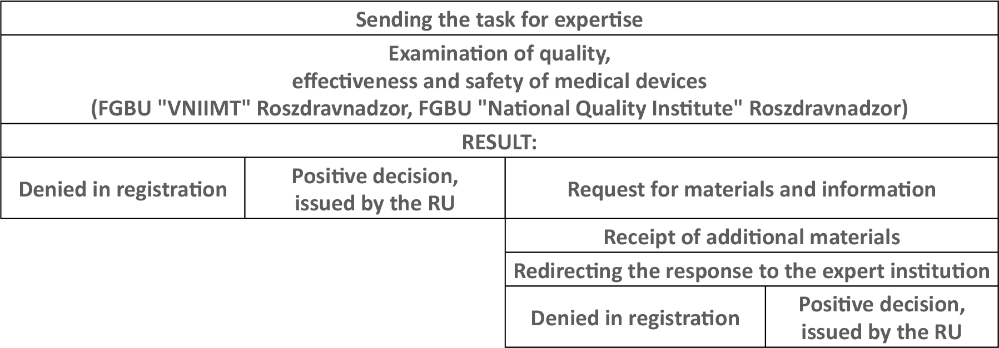 Sending the task for expertise
Examination of quality,
effectiveness and safety of medical devices
(FGBU "VNIIMT" Roszdravnadzor, FGBU "National Quality Institute" Roszdravnadzor)
RESULT:
Denied in registration
Positive decision,
issued by the RU
Request for materials and information
Receipt of additional materials
Redirecting the response to the expert institution
Denied in registration
Positive decision,
issued by the RU